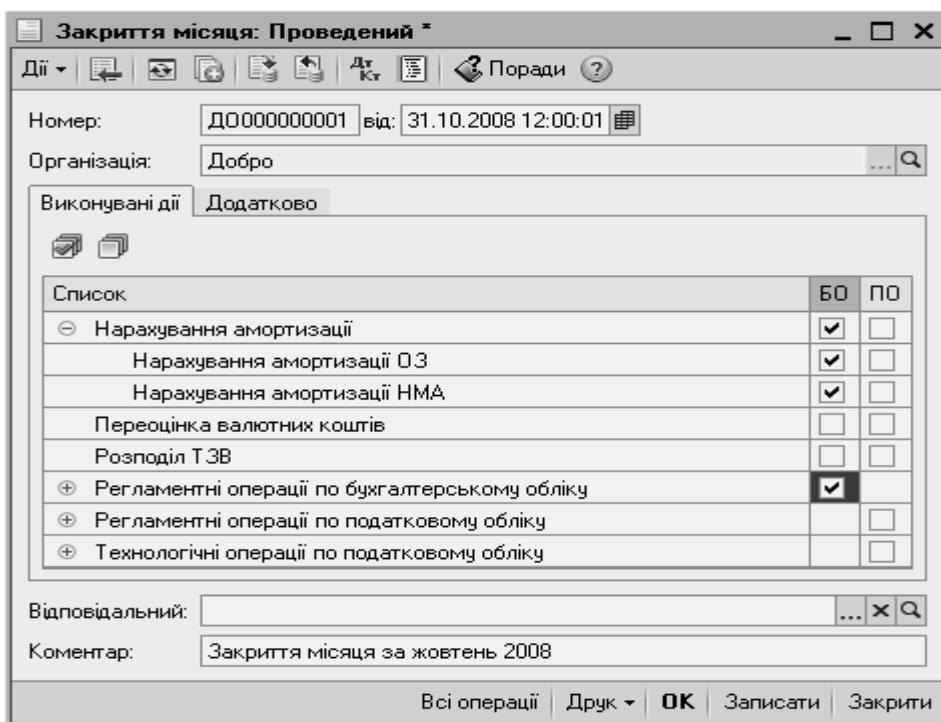 Закриття місяця: Проведений *
Дії Дт Кт Поради ?
Номер: ДО000000001 від: 31.10.2008 12:00:01
Організація: Добро ...
Виконувані дії Додатково
Список БО ПО
Нарахування амортизації
Нарахування амортизації ОЗ
Нарахування амортизації НМА
Переоцінка валютних коштів
Розподіл ТЗВ
Регламентні операції по бухгалтерському обліку
Регламентні операції по податковому обліку
Технологічні операції по податковому обліку
Відповідальний: ...
Коментар: Закриття місяця за жовтень 2008
Всі операції Друк OK Записати Закрити